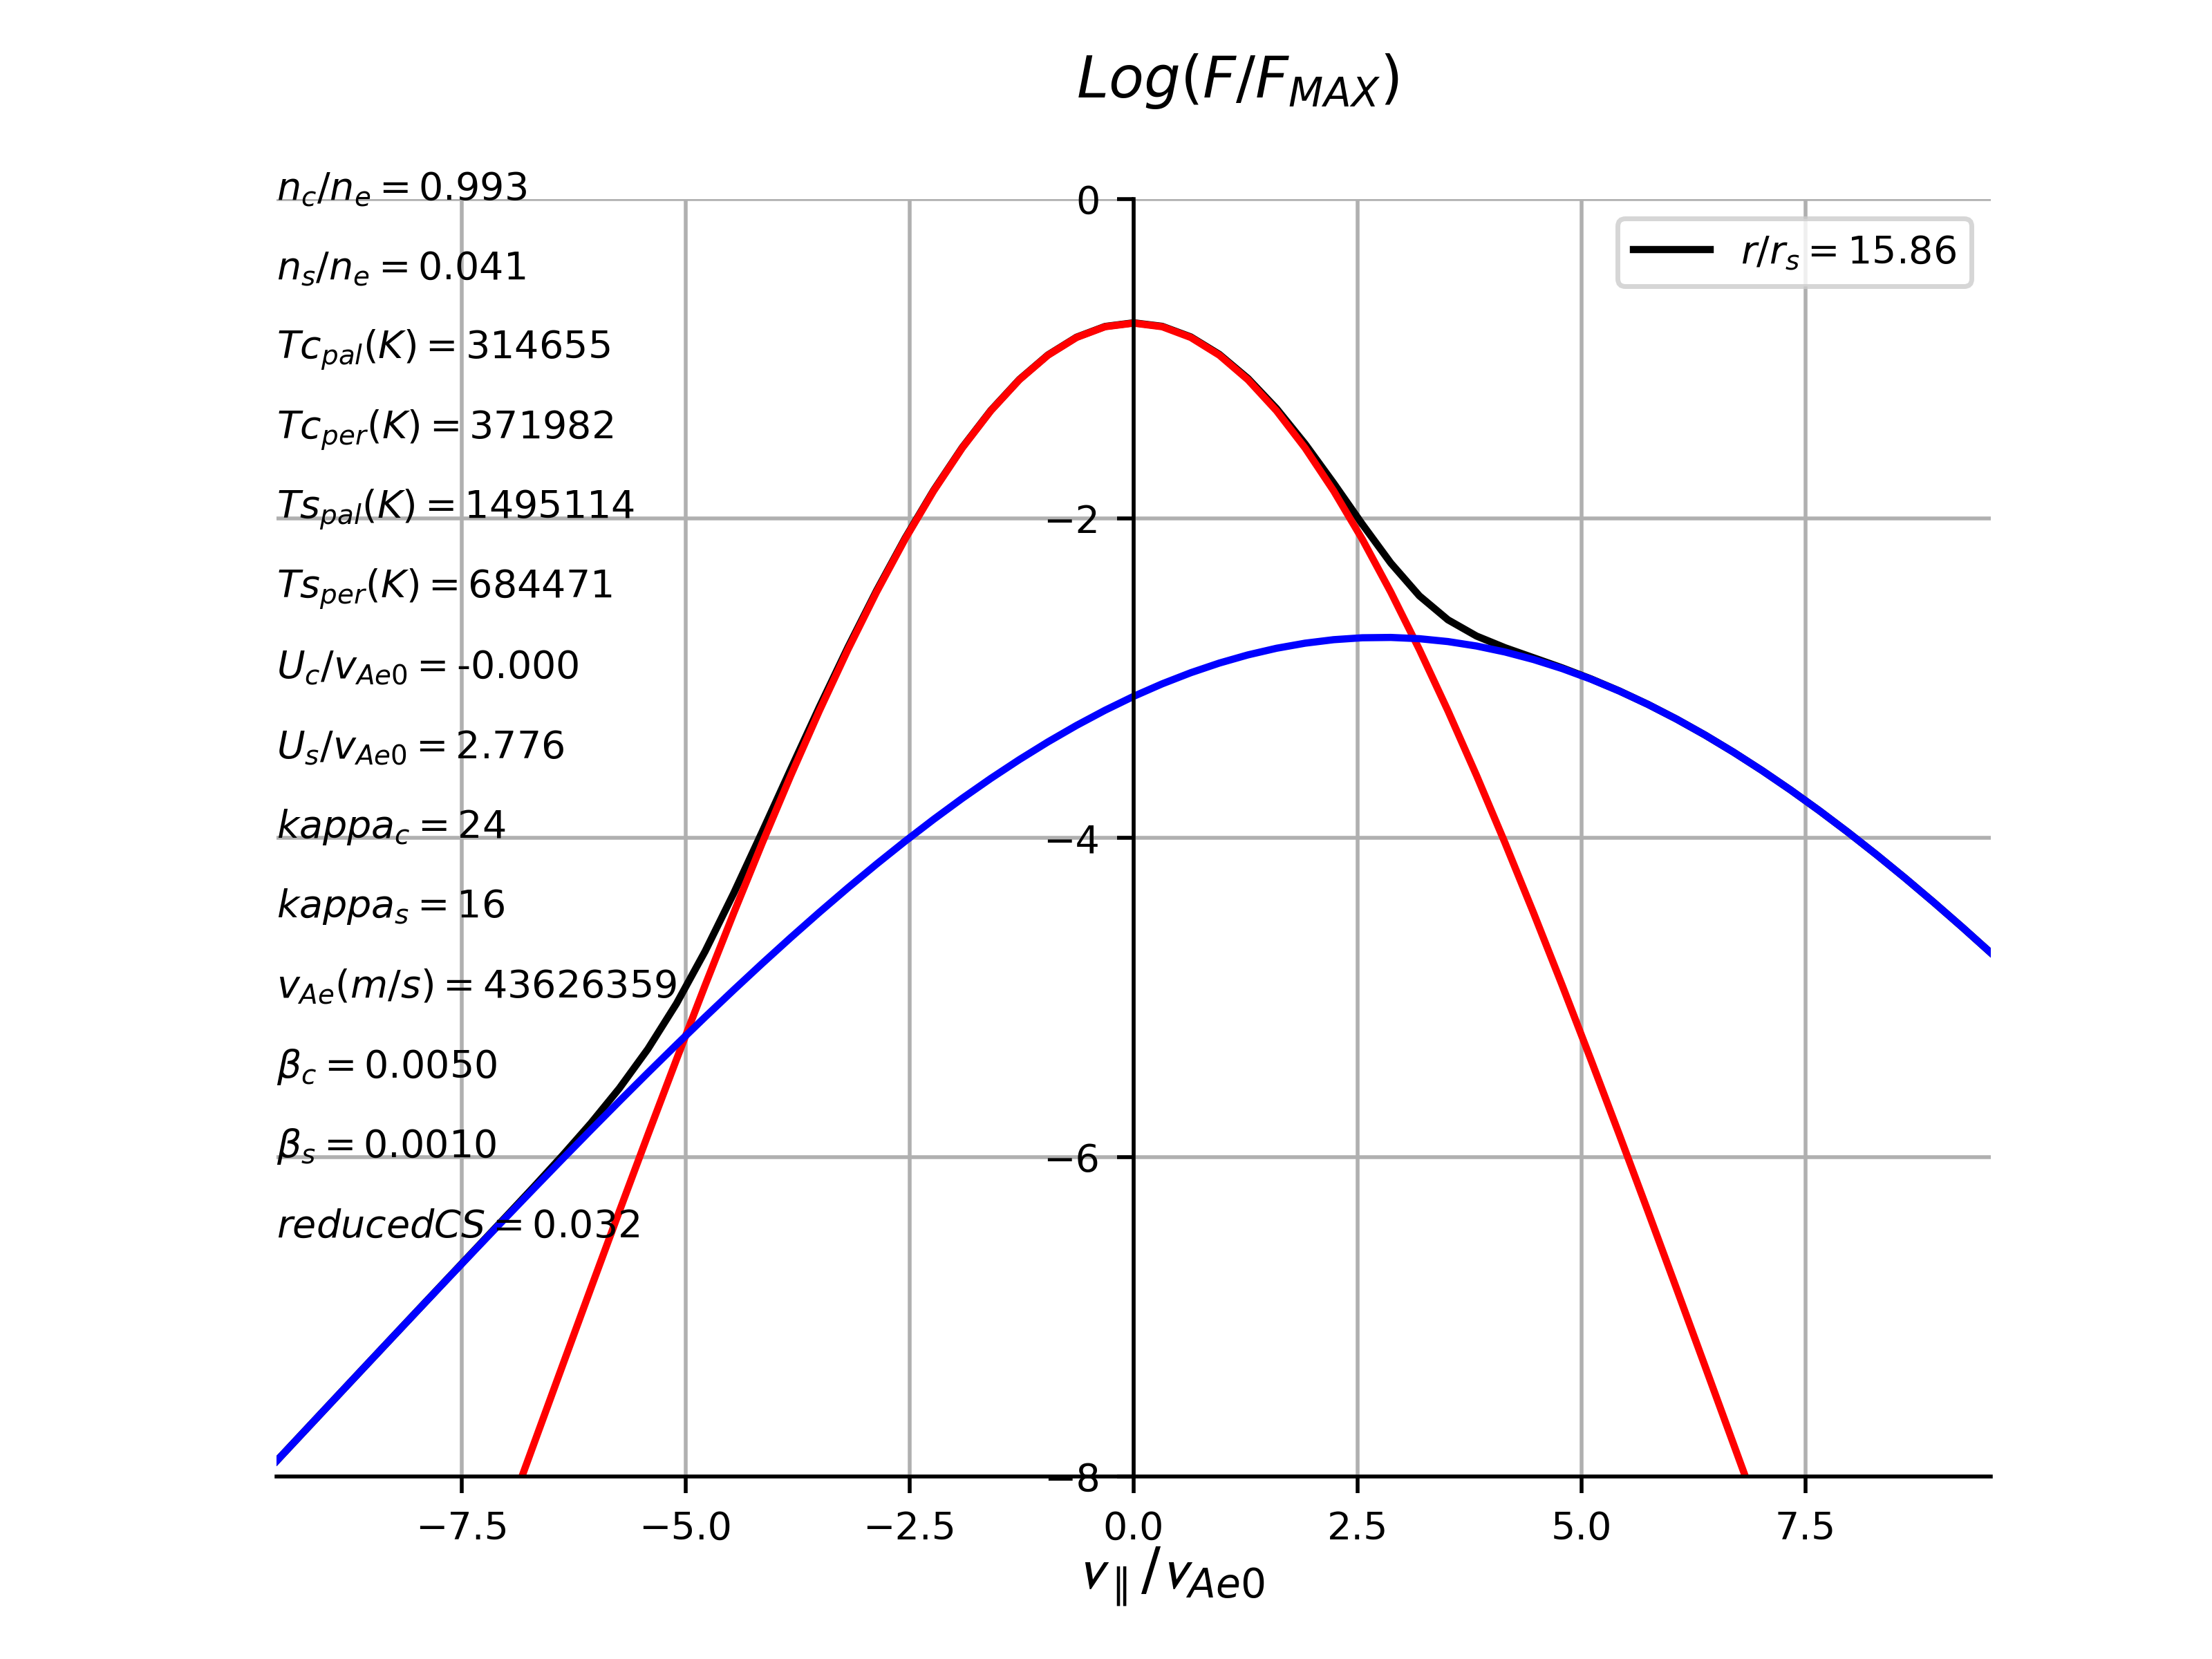 Log(F/F_MAX)
n_c/n_e = 0.993
n_s/n_e = 0.041
Tc_pal(K) = 314655
Tc_per(K) = 371982
Ts_pal(K) = 1495114
Ts_per(K) = 684471
U_c/v_Ae0 = -0.000
U_s/v_Ae0 = 2.776
kappa_c = 24
kappa_s = 16
v_Ae(m/s) = 43626359
β_c = 0.0050
β_s = 0.0010
reducedCS = 0.032
r/r_s = 15.86
0
−2
−4
−6
−8
−7.5 −5.0 −2.5 0.0 2.5 5.0 7.5
v_∥/v_Ae0